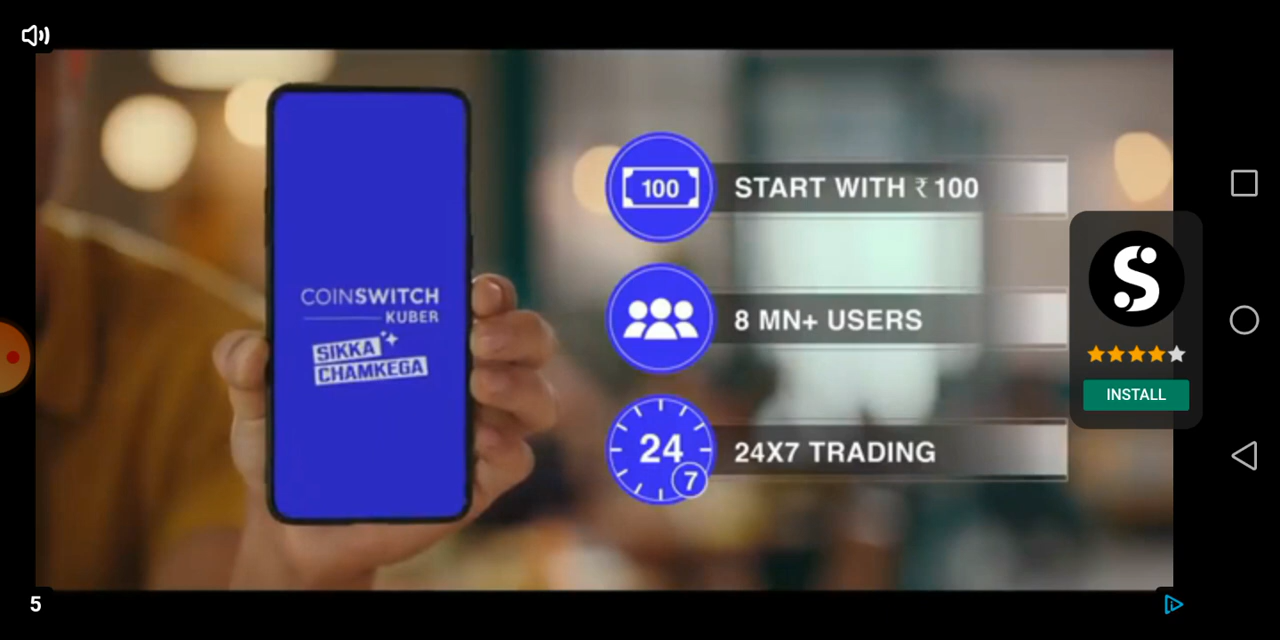 COINSWITCH
KUBER
SIKKA
CHAMKEGA
100
START WITH ₹ 100
8 MN+ USERS
24
7
24X7 TRADING
S
INSTALL
5